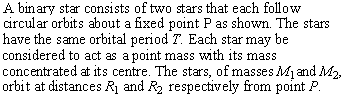 A binary star consists of two stars that each follow
circular orbits about a fixed point P as shown. The stars
have the same orbital period T. Each star may be
considered to act as a point mass with its mass
concentrated at its centre. The stars, of masses M₁ and M₂,
orbit at distances R₁ and R₂ respectively from point P.